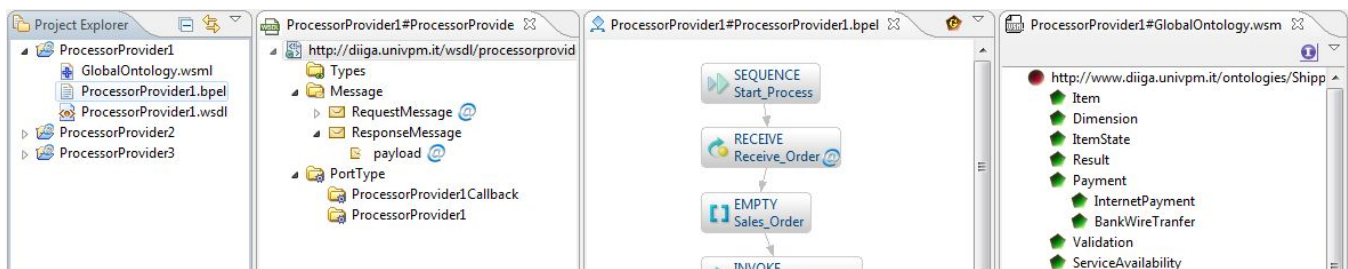 Project Explorer
ProcessorProvider1
GlobalOntology.wsml
ProcessorProvider1.bpel
ProcessorProvider1.wsdl
ProcessorProvider2
ProcessorProvider3
ProcessorProvider1#ProcessorProvide
http://diiga.univpm.it/wsdl/processorprovid
Types
Message
RequestMessage @
ResponseMessage
payload @
PortType
ProcessorProvider1Callback
ProcessorProvider1
ProcessorProvider1#ProcessorProvider1.bpel
SEQUENCE
Start_Process
RECEIVE
Receive_Order @
EMPTY
Sales_Order
INVOKE
ProcessorProvider1#GlobalOntology.wsm
http://www.diiga.univpm.it/ontologies/Shipp
Item
Dimension
ItemState
Result
Payment
InternetPayment
BankWireTranfer
Validation
ServiceAvailability